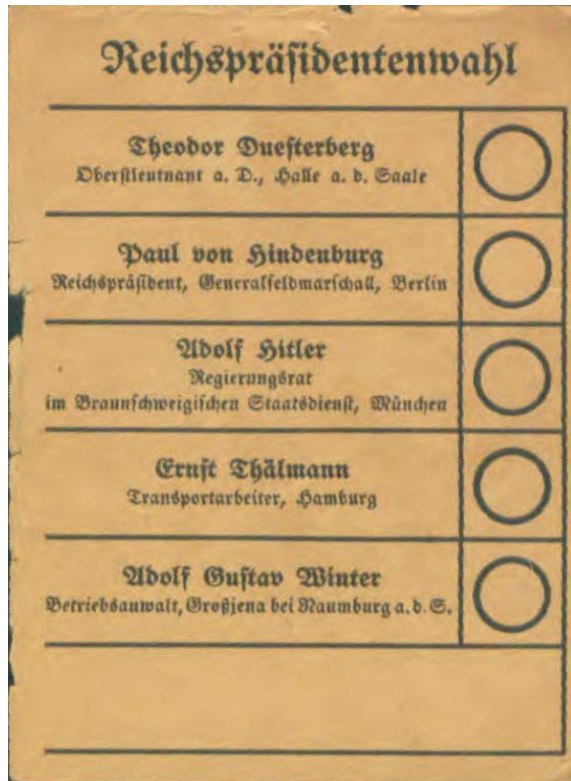 Reichspräsidentenwahl
Theodor Duesterberg
Oberstleutnant a. D., Halle a. d. Saale
Paul von Hindenburg
Reichspräsident, Generalfeldmarschall, Berlin
Adolf Hitler
Regierungsrat
im Braunschweigischen Staatsdienst, München
Ernst Thälmann
Transportarbeiter, Hamburg
Adolf Gustav Winter
Betriebsanwalt, Großjena bei Naumburg a. d. S.